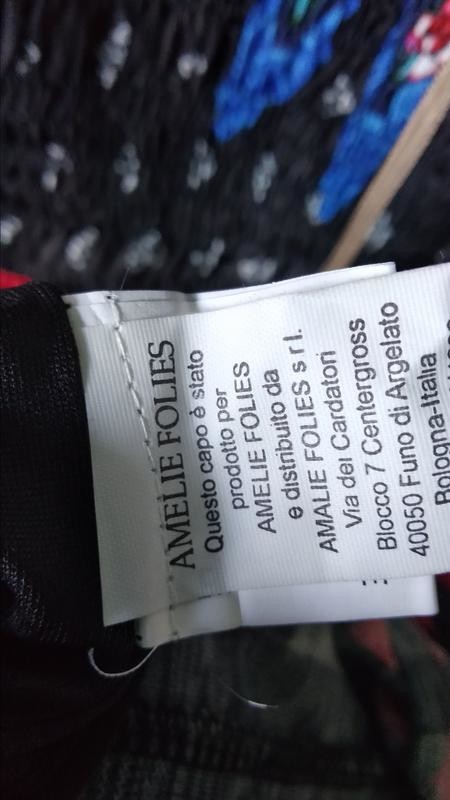 AMELIE FOLIES
Questo capo è stato
prodotto per
AMELIE FOLIES
e distribuito da
AMALIE FOLIES s r l.
Via dei Cardatori
Blocco 7 Centergross
40050 Funo di Argelato
Bologna-Italia